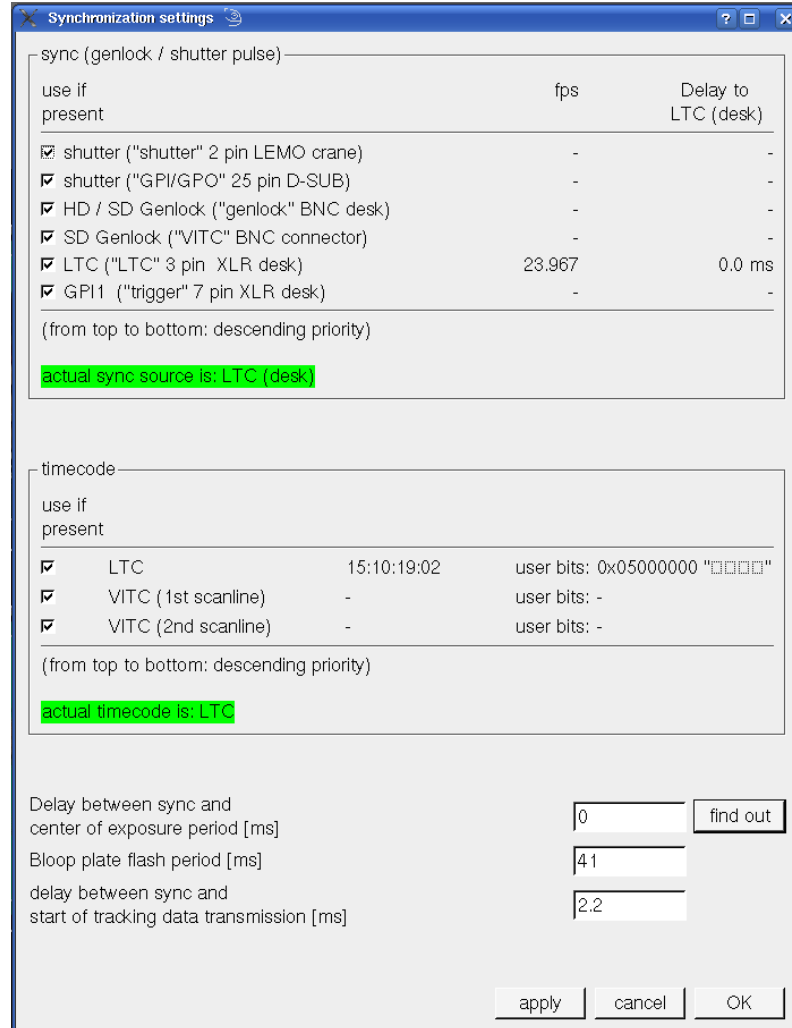 Synchronization settings
sync (genlock / shutter pulse)
use if present fps Delay to LTC (desk)
shutter ("shutter" 2 pin LEMO crane) - -
shutter ("GPI/GPO" 25 pin D-SUB) - -
HD / SD Genlock ("genlock" BNC desk) - -
SD Genlock ("VITC" BNC connector) - -
LTC ("LTC" 3 pin XLR desk) 23.967 0.0 ms
GPI1 ("trigger" 7 pin XLR desk) - -
(from top to bottom: descending priority)
actual sync source is: LTC (desk)
timecode
use if
present
LTC 15:10:19:02 user bits: 0x05000000 "□□□□"
VITC (1st scanline) - user bits: -
VITC (2nd scanline) - user bits: -
(from top to bottom: descending priority)
actual timecode is: LTC
Delay between sync and
center of exposure period [ms] 0 find out
Bloop plate flash period [ms] 41
delay between sync and
start of tracking data transmission [ms] 2.2
apply cancel OK